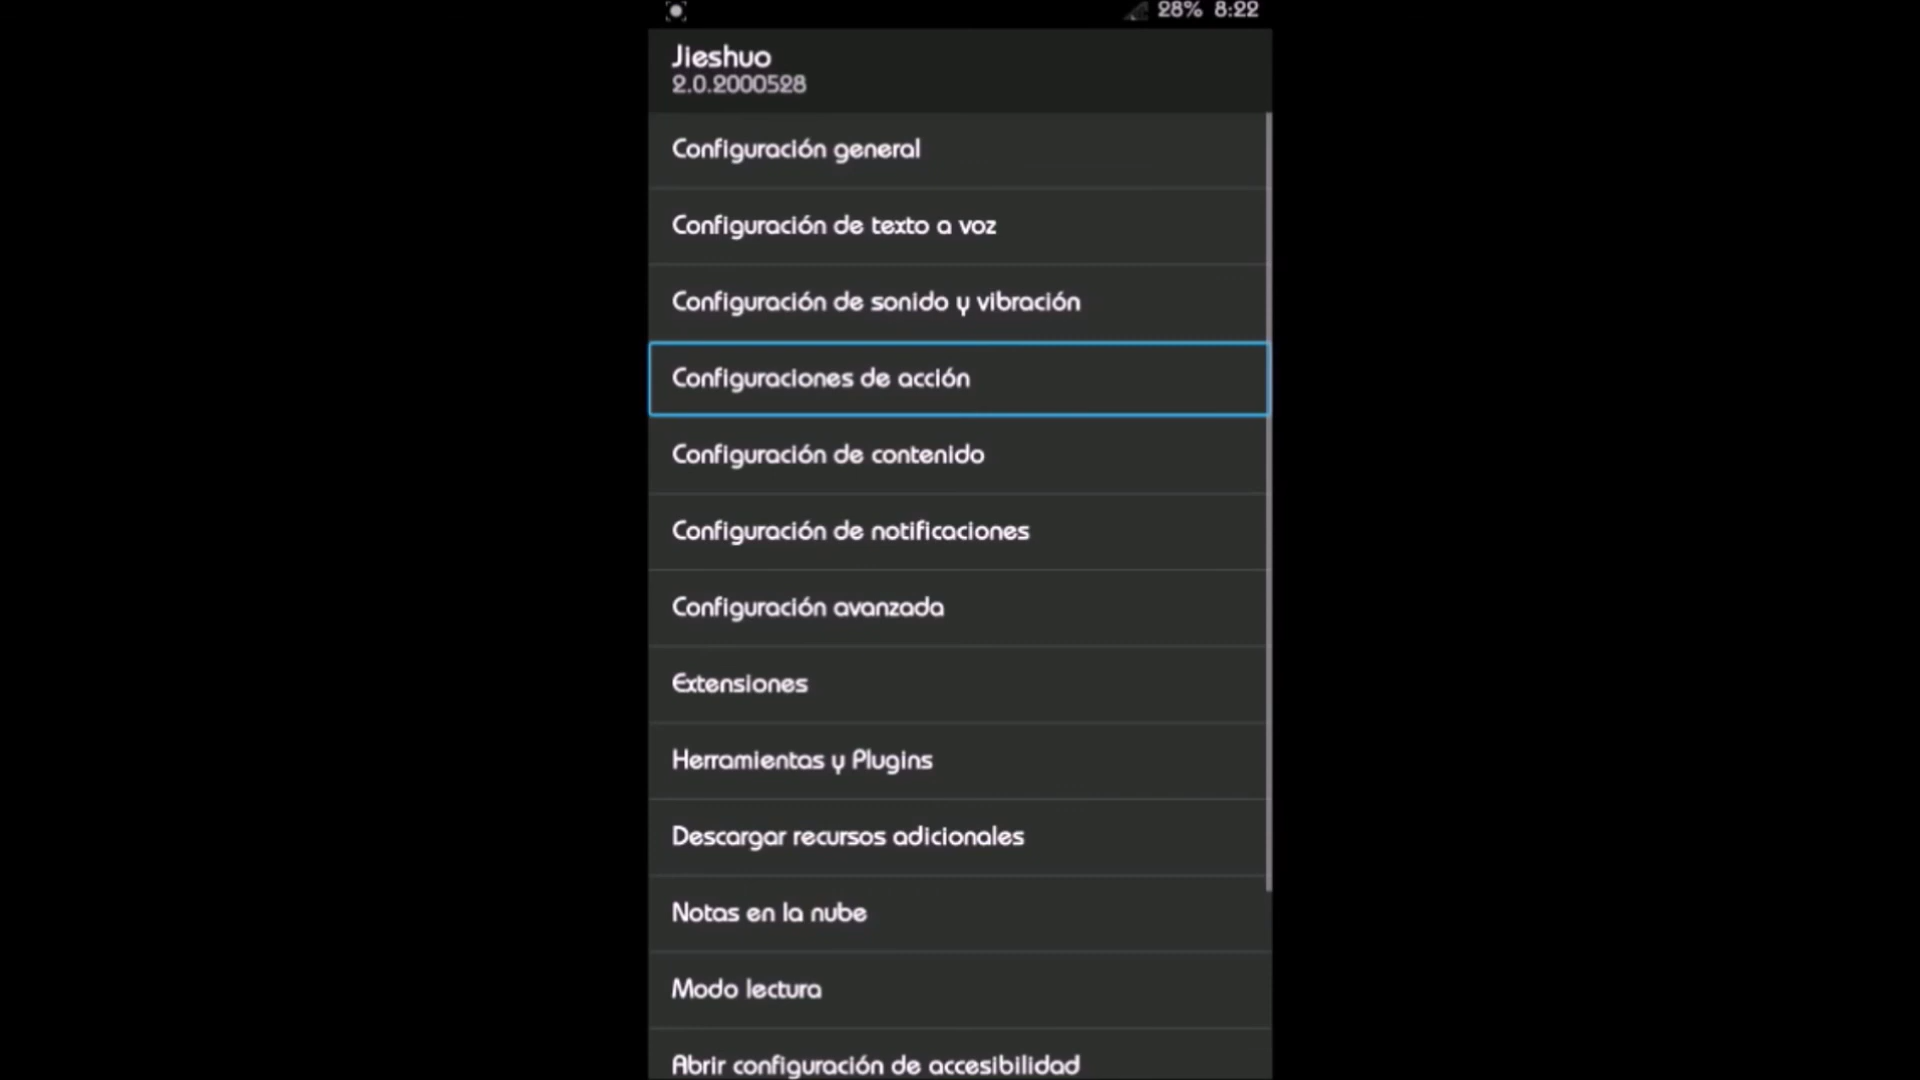 28% 8:22
Jieshuo
2.0.2000528
Configuración general
Configuración de texto a voz
Configuración de sonido y vibración
Configuraciones de acción
Configuración de contenido
Configuración de notificaciones
Configuración avanzada
Extensiones
Herramientas y Plugins
Descargar recursos adicionales
Notas en la nube
Modo lectura
Abrir configuración de accesibilidad